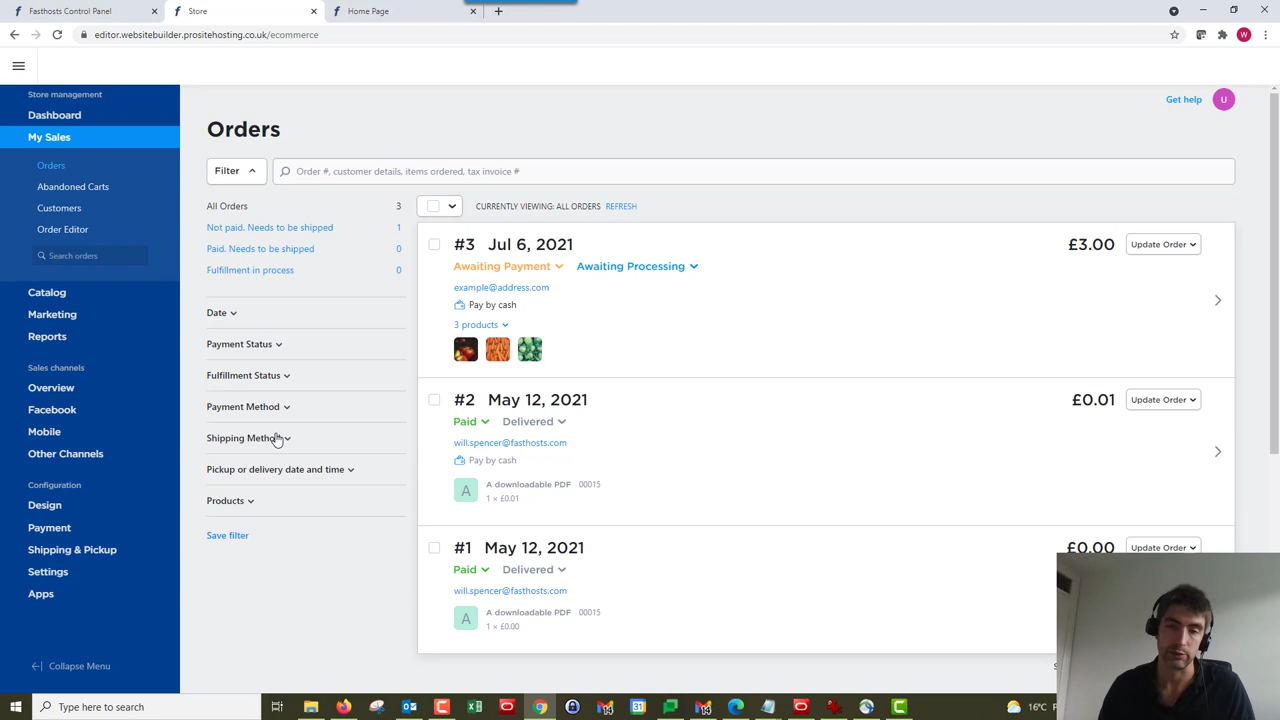 Fasthosts Control Panel
Store
Home Page
editor.websitebuilder.prositehosting.co.uk/ecommerce
W
Store management
Dashboard
My Sales
Orders
Abandoned Carts
Customers
Order Editor
Search orders
Catalog
Marketing
Reports
Sales channels
Overview
Facebook
Mobile
Other Channels
Configuration
Design
Payment
Shipping & Pickup
Settings
Apps
Collapse Menu
Get help
U
Orders
Filter
Order #, customer details, items ordered, tax invoice #
All Orders 3
Not paid. Needs to be shipped 1
Paid. Needs to be shipped 0
Fulfillment in process 0
Date
Payment Status
Fulfillment Status
Payment Method
Shipping Method
Pickup or delivery date and time
Products
Save filter
CURRENTLY VIEWING: ALL ORDERS REFRESH
#3 Jul 6, 2021 £3.00 Update Order
Awaiting Payment Awaiting Processing
example@address.com
Pay by cash
3 products
#2 May 12, 2021 £0.01 Update Order
Paid Delivered
will.spencer@fasthosts.com
Pay by cash
A
A downloadable PDF 00015
1 × £0.01
#1 May 12, 2021 £0.00 Update Order
Paid Delivered
will.spencer@fasthosts.com
A
A downloadable PDF 00015
1 × £0.00
Type here to search
16°C